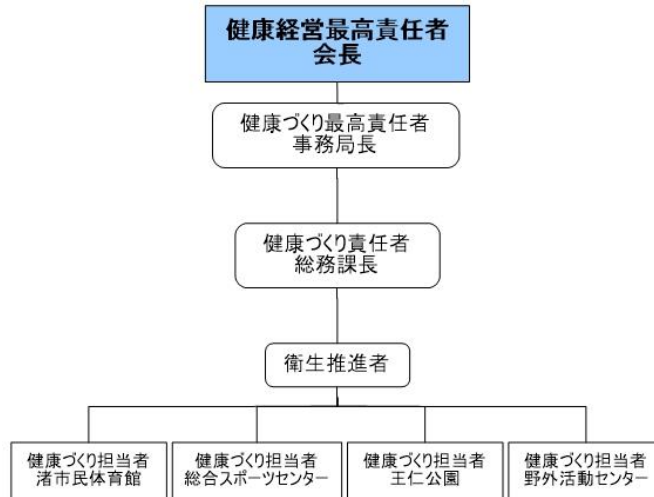 健康経営最高責任者
会長
健康づくり最高責任者
事務局長
健康づくり責任者
総務課長
衛生推進者
健康づくり担当者
渚市民体育館
健康づくり担当者
総合スポーツセンター
健康づくり担当者
王仁公園
健康づくり担当者
野外活動センター